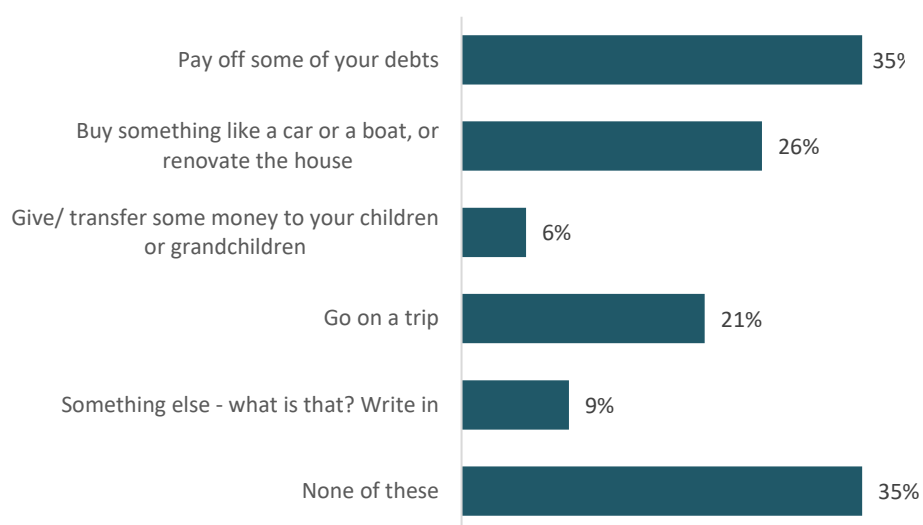 Pay off some of your debts
35%
Buy something like a car or a boat, or
renovate the house
26%
Give/ transfer some money to your children
or grandchildren
6%
Go on a trip
21%
Something else - what is that? Write in
9%
None of these
35%